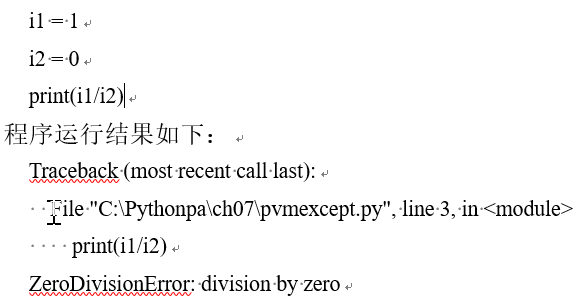 i1 = 1
i2 = 0
print(i1/i2)
程序运行结果如下：
Traceback (most recent call last):
File "C:\Pythonpa\ch07\pvmexcept.py", line 3, in <module>
print(i1/i2)
ZeroDivisionError: division by zero